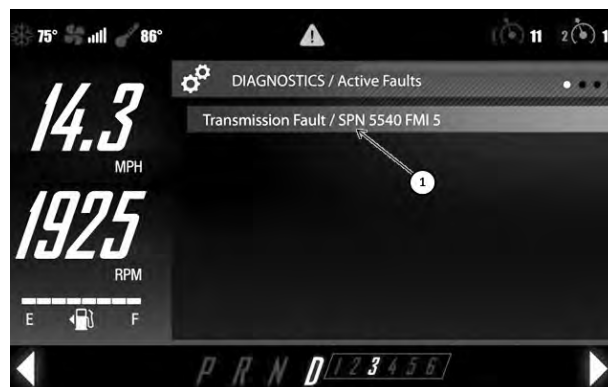 75° 86° 11 2 1
DIAGNOSTICS / Active Faults
Transmission Fault / SPN 5540 FMI 5
14.3
MPH
1
1925
RPM
E F
P R N D 1 2 3 4 5 6